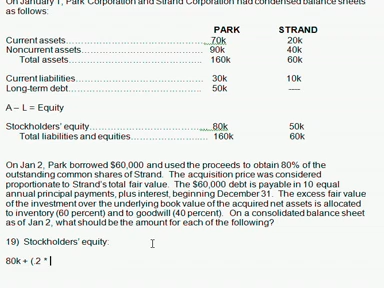 On January 1, Park Corporation and Strand Corporation had condensed balance sheets
as follows:
PARK STRAND
Current assets……………………………………………… 70k 20k
Noncurrent assets………………………………………… 90k 40k
Total assets…………………………………………… 160k 60k
Current liabilities…………………………………………… 30k 10k
Long-term debt……………………………………………… 50k ----
A – L = Equity
Stockholders’ equity………………………………………… 80k 50k
Total liabilities and equities………………………… 160k 60k
On Jan 2, Park borrowed $60,000 and used the proceeds to obtain 80% of the
outstanding common shares of Strand. The acquisition price was considered
proportionate to Strand’s total fair value. The $60,000 debt is payable in 10 equal
annual principal payments, plus interest, beginning December 31. The excess fair
value of the investment over the underlying book value of the acquired net assets is
allocated to inventory (60 percent) and to goodwill (40 percent). On a consolidated balance sheet
as of Jan 2, what should be the amount for each of the following?
19) Stockholders’ equity:
80k + (.2 *